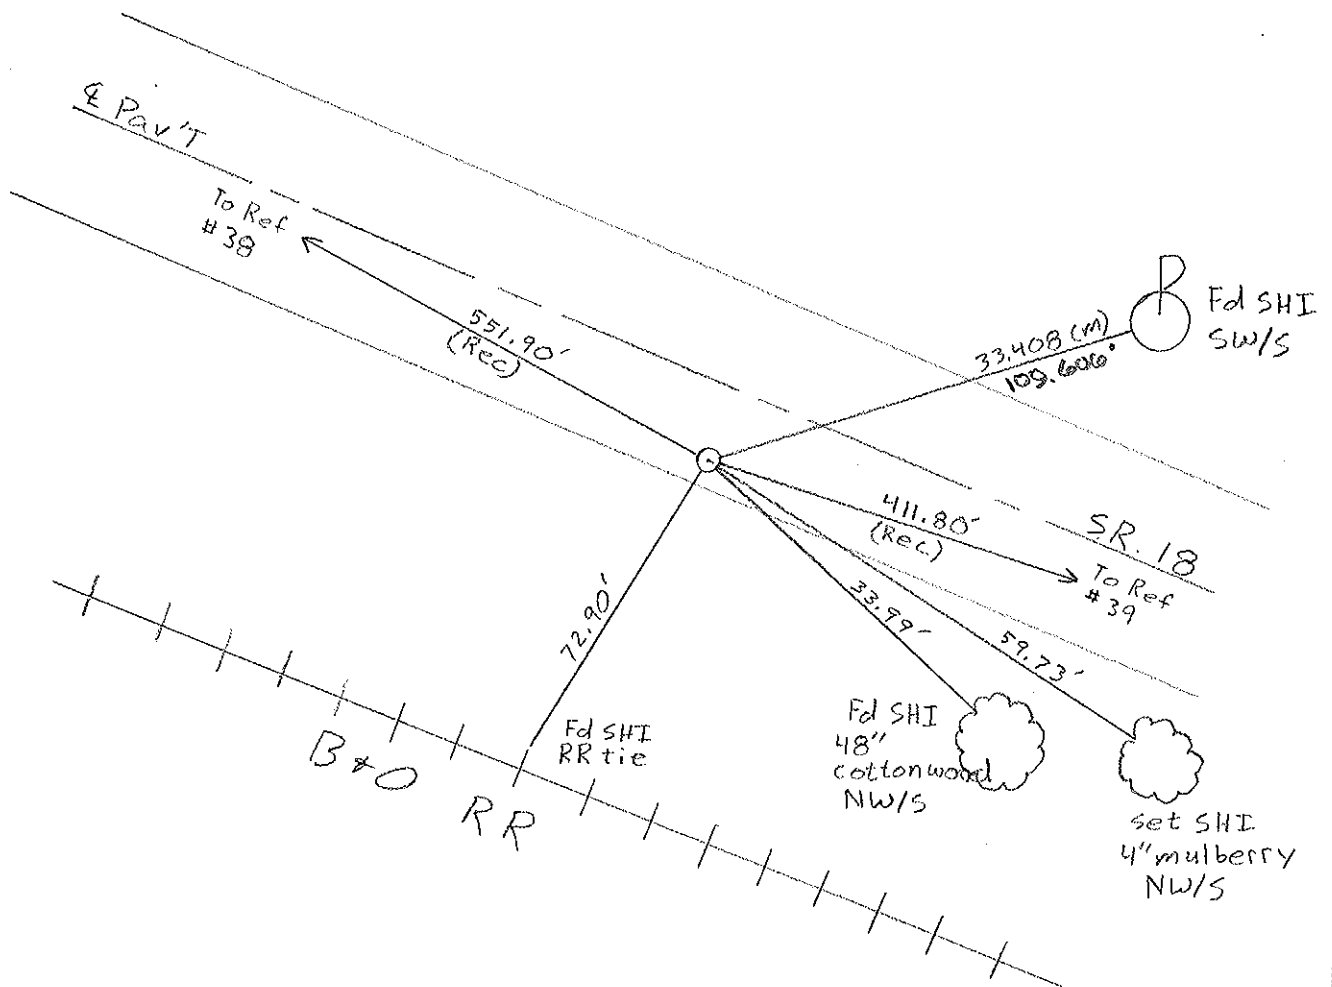 ℄ Pav'T
To Ref
#38
551.90'
(Rec)
P
Fd SHI
SW/S
33.408 (m)
109.606'
411.80'
(Rec)
S.R. 18
To Ref
#39
33.99'
59.73'
72.90'
Fd SHI
RR tie
B & O RR
Fd SHI
48"
cottonwood
NW/S
set SHI
4" mulberry
NW/S